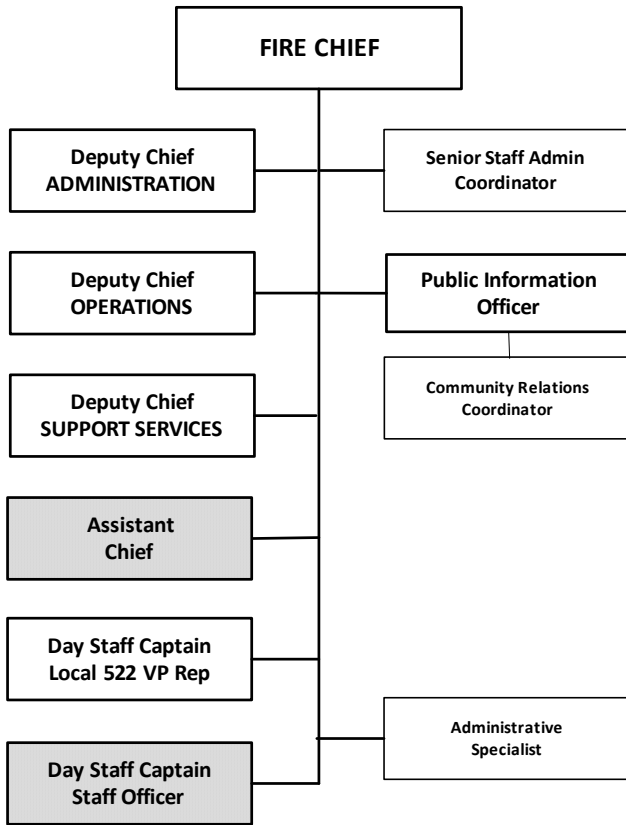 FIRE CHIEF
Deputy Chief
ADMINISTRATION
Senior Staff Admin
Coordinator
Deputy Chief
OPERATIONS
Public Information
Officer
Deputy Chief
SUPPORT SERVICES
Community Relations
Coordinator
Assistant
Chief
Day Staff Captain
Local 522 VP Rep
Administrative
Specialist
Day Staff Captain
Staff Officer